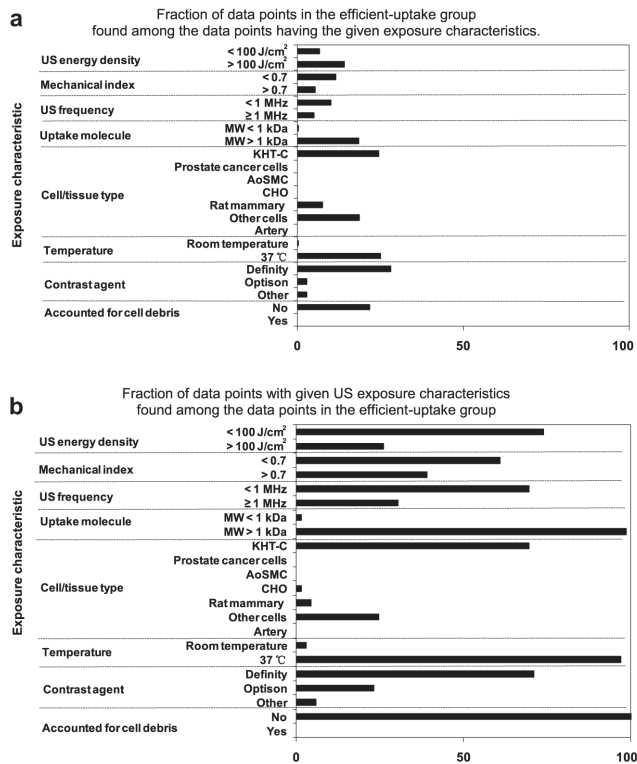 a
Fraction of data points in the efficient-uptake group
found among the data points having the given exposure characteristics.
Exposure characteristic
US energy density
< 100 J/cm²
> 100 J/cm²
Mechanical index
< 0.7
> 0.7
US frequency
< 1 MHz
≥ 1 MHz
Uptake molecule
MW < 1 kDa
MW > 1 kDa
Cell/tissue type
KHT-C
Prostate cancer cells
AoSMC
CHO
Rat mammary
Other cells
Artery
Temperature
Room temperature
37 ℃
Contrast agent
Definity
Optison
Other
Accounted for cell debris
No
Yes
0 50 100
b
Fraction of data points with given US exposure characteristics
found among the data points in the efficient-uptake group
Exposure characteristic
US energy density
< 100 J/cm²
> 100 J/cm²
Mechanical index
< 0.7
> 0.7
US frequency
< 1 MHz
≥ 1 MHz
Uptake molecule
MW < 1 kDa
MW > 1 kDa
Cell/tissue type
KHT-C
Prostate cancer cells
AoSMC
CHO
Rat mammary
Other cells
Artery
Temperature
Room temperature
37 ℃
Contrast agent
Definity
Optison
Other
Accounted for cell debris
No
Yes
0 50 100